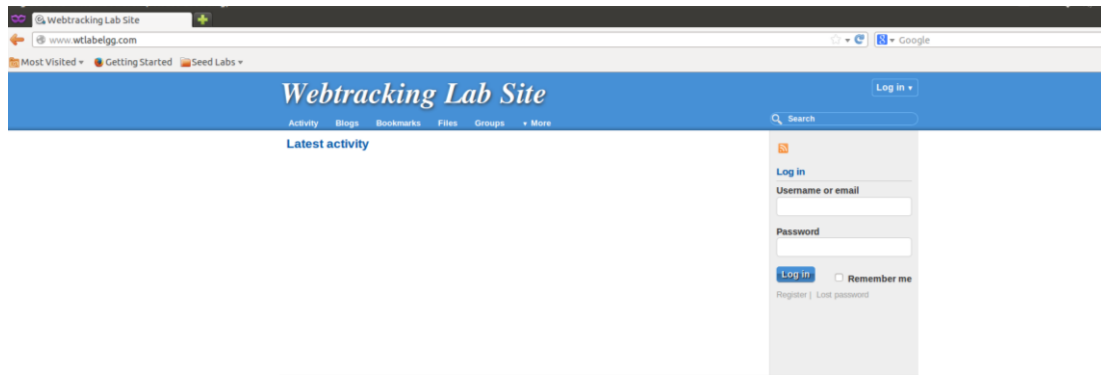 Webtracking Lab Site
www.wtlabelgg.com
Google
Most Visited Getting Started Seed Labs
Webtracking Lab Site
Log in
Activity Blogs Bookmarks Files Groups More
Search
Latest activity
Log in
Username or email
Password
Log in Remember me
Register | Lost password